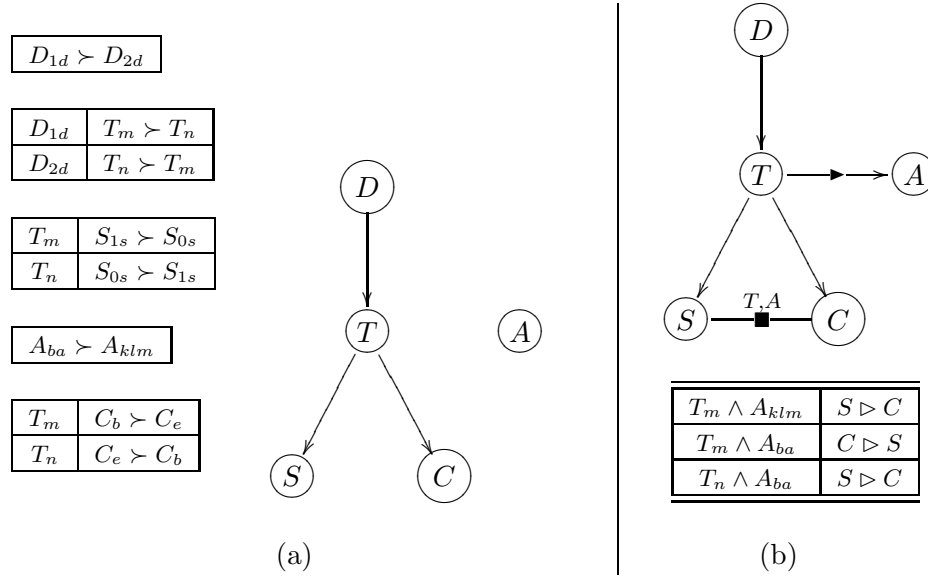 D_{1d} ≻ D_{2d}
D_{1d} T_m ≻ T_n
D_{2d} T_n ≻ T_m
T_m S_{1s} ≻ S_{0s}
T_n S_{0s} ≻ S_{1s}
A_{ba} ≻ A_{klm}
T_m C_b ≻ C_e
T_n C_e ≻ C_b
D
T
A
S
C
(a)
D
T
A
S
T,A
C
T_m ∧ A_{klm} S ▷ C
T_m ∧ A_{ba} C ▷ S
T_n ∧ A_{ba} S ▷ C
(b)